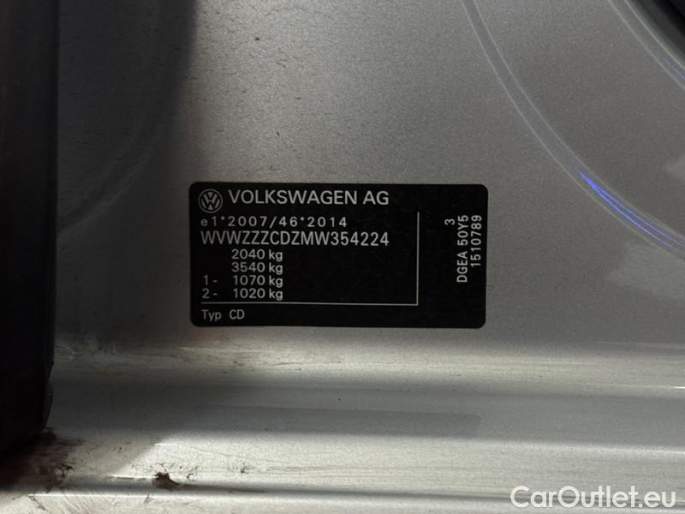 VOLKSWAGEN AG
e1*2007/46*2014
WVWZZZCDZMW354224
2040 kg
3540 kg
1- 1070 kg
2- 1020 kg
Typ CD
3
DGEA 50Y5
1510789
CarOutlet.eu